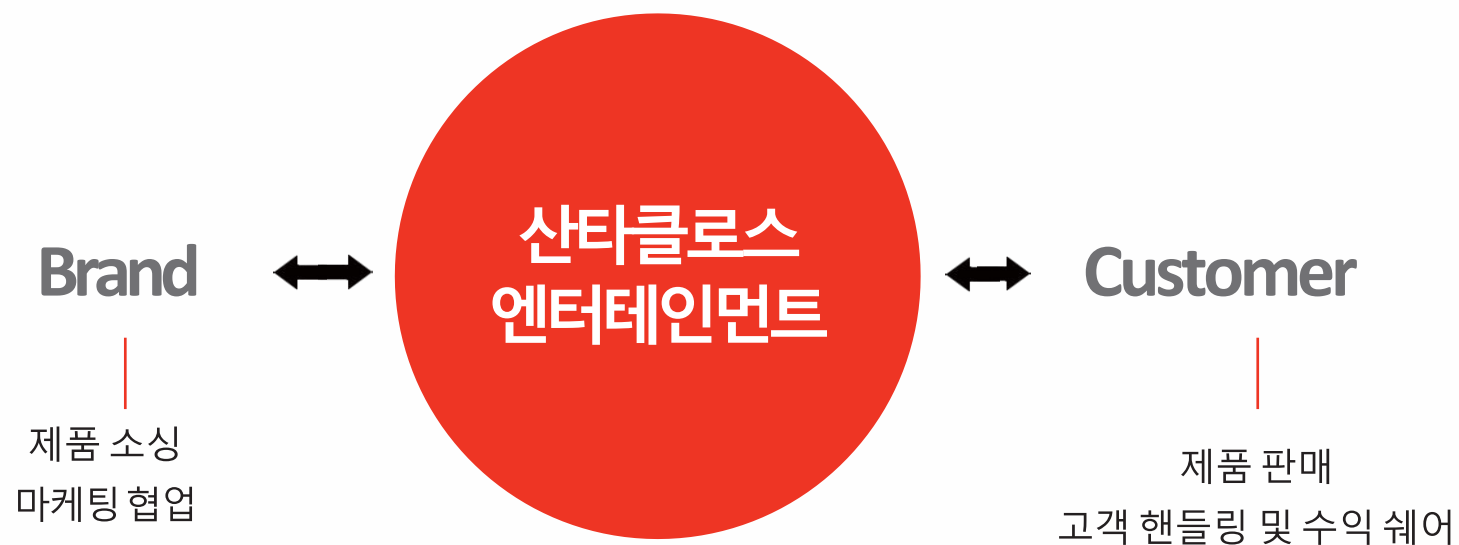 산타클로스
엔터테인먼트
Brand
Customer
제품 소싱
마케팅 협업
제품 판매
고객 핸들링 및 수익 쉐어